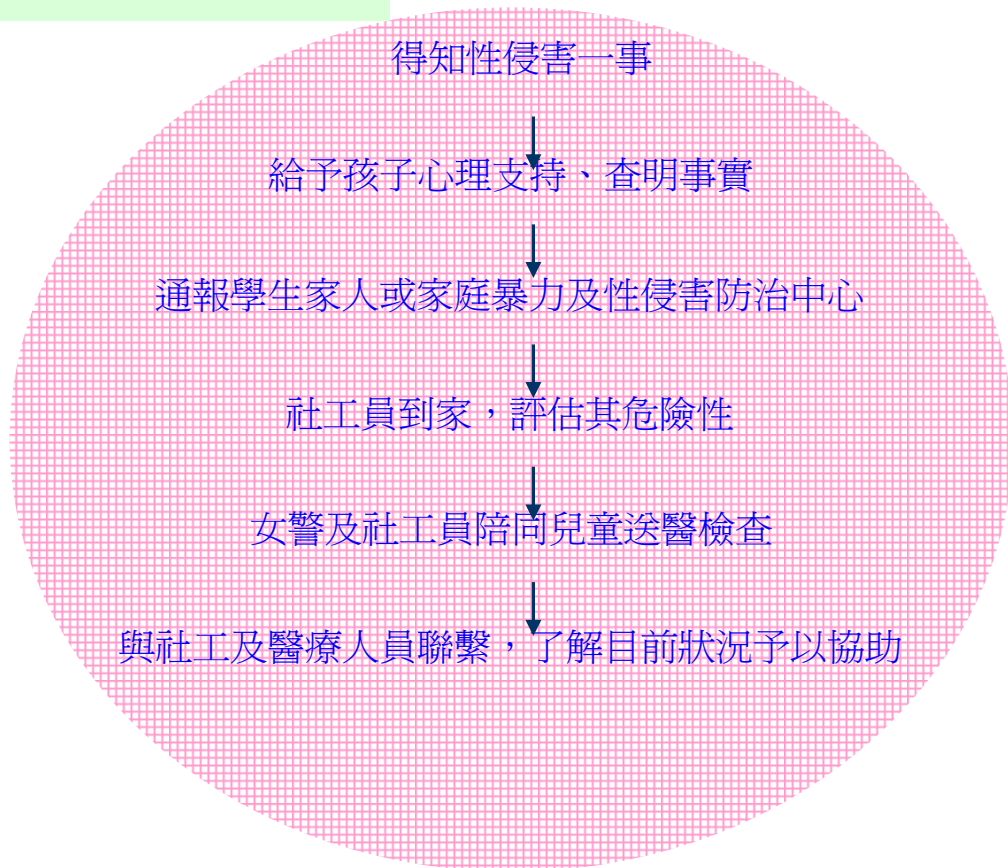 得知性侵害一事
給予孩子心理支持、查明事實
通報學生家人或家庭暴力及性侵害防治中心
社工員到家，評估其危險性
女警及社工員陪同兒童送醫檢查
與社工及醫療人員聯繫，了解目前狀況予以協助